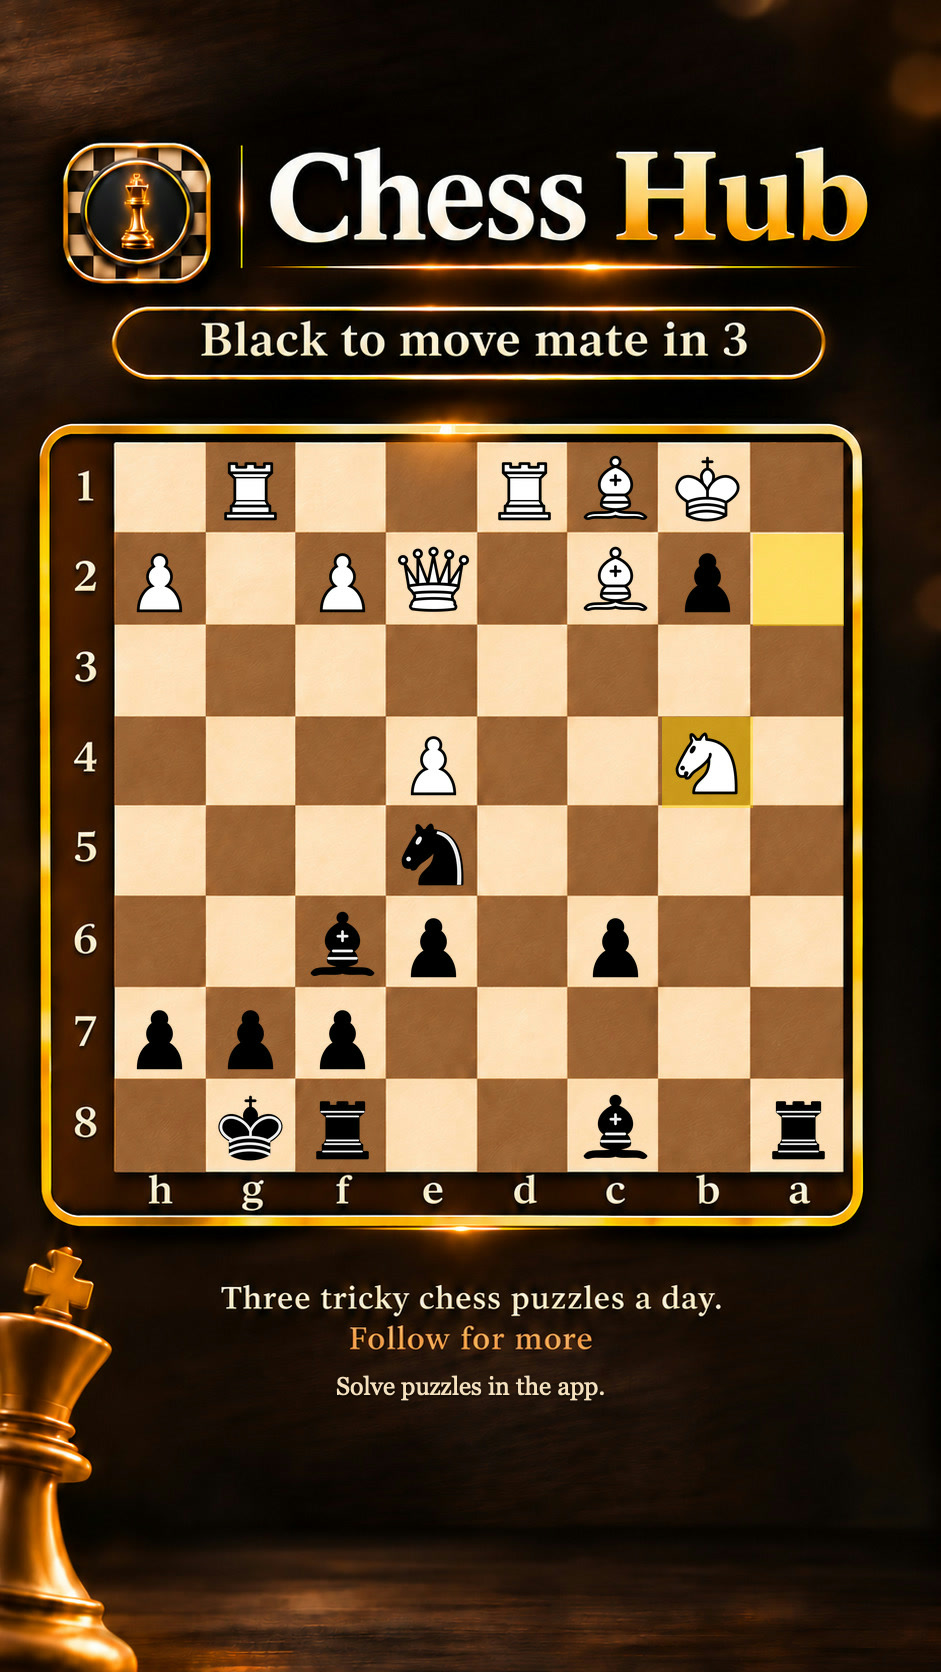 Chess Hub
Black to move mate in 3
1
2
3
4
5
6
7
8
h g f e d c b a
Three tricky chess puzzles a day.
Follow for more
Solve puzzles in the app.